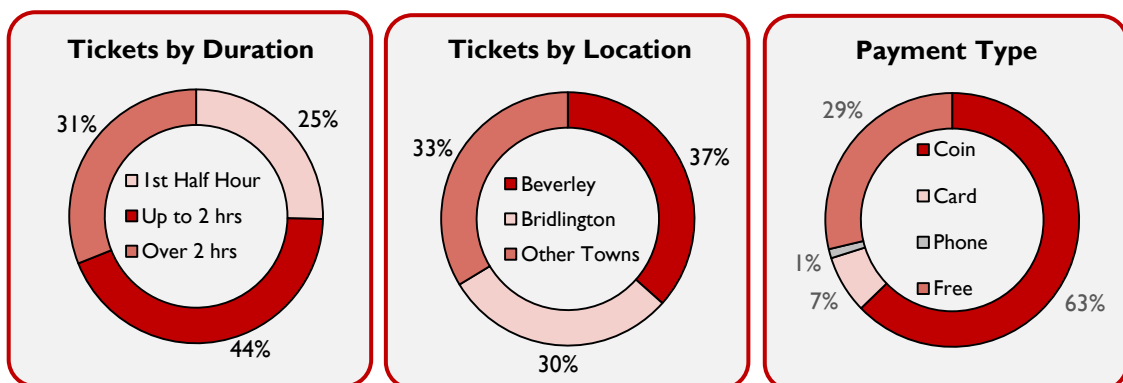 Tickets by Duration
31%
25%
1st Half Hour
Up to 2 hrs
Over 2 hrs
44%
Tickets by Location
33%
37%
Beverley
Bridlington
Other Towns
30%
Payment Type
29%
Coin
Card
Phone
Free
1%
7%
63%